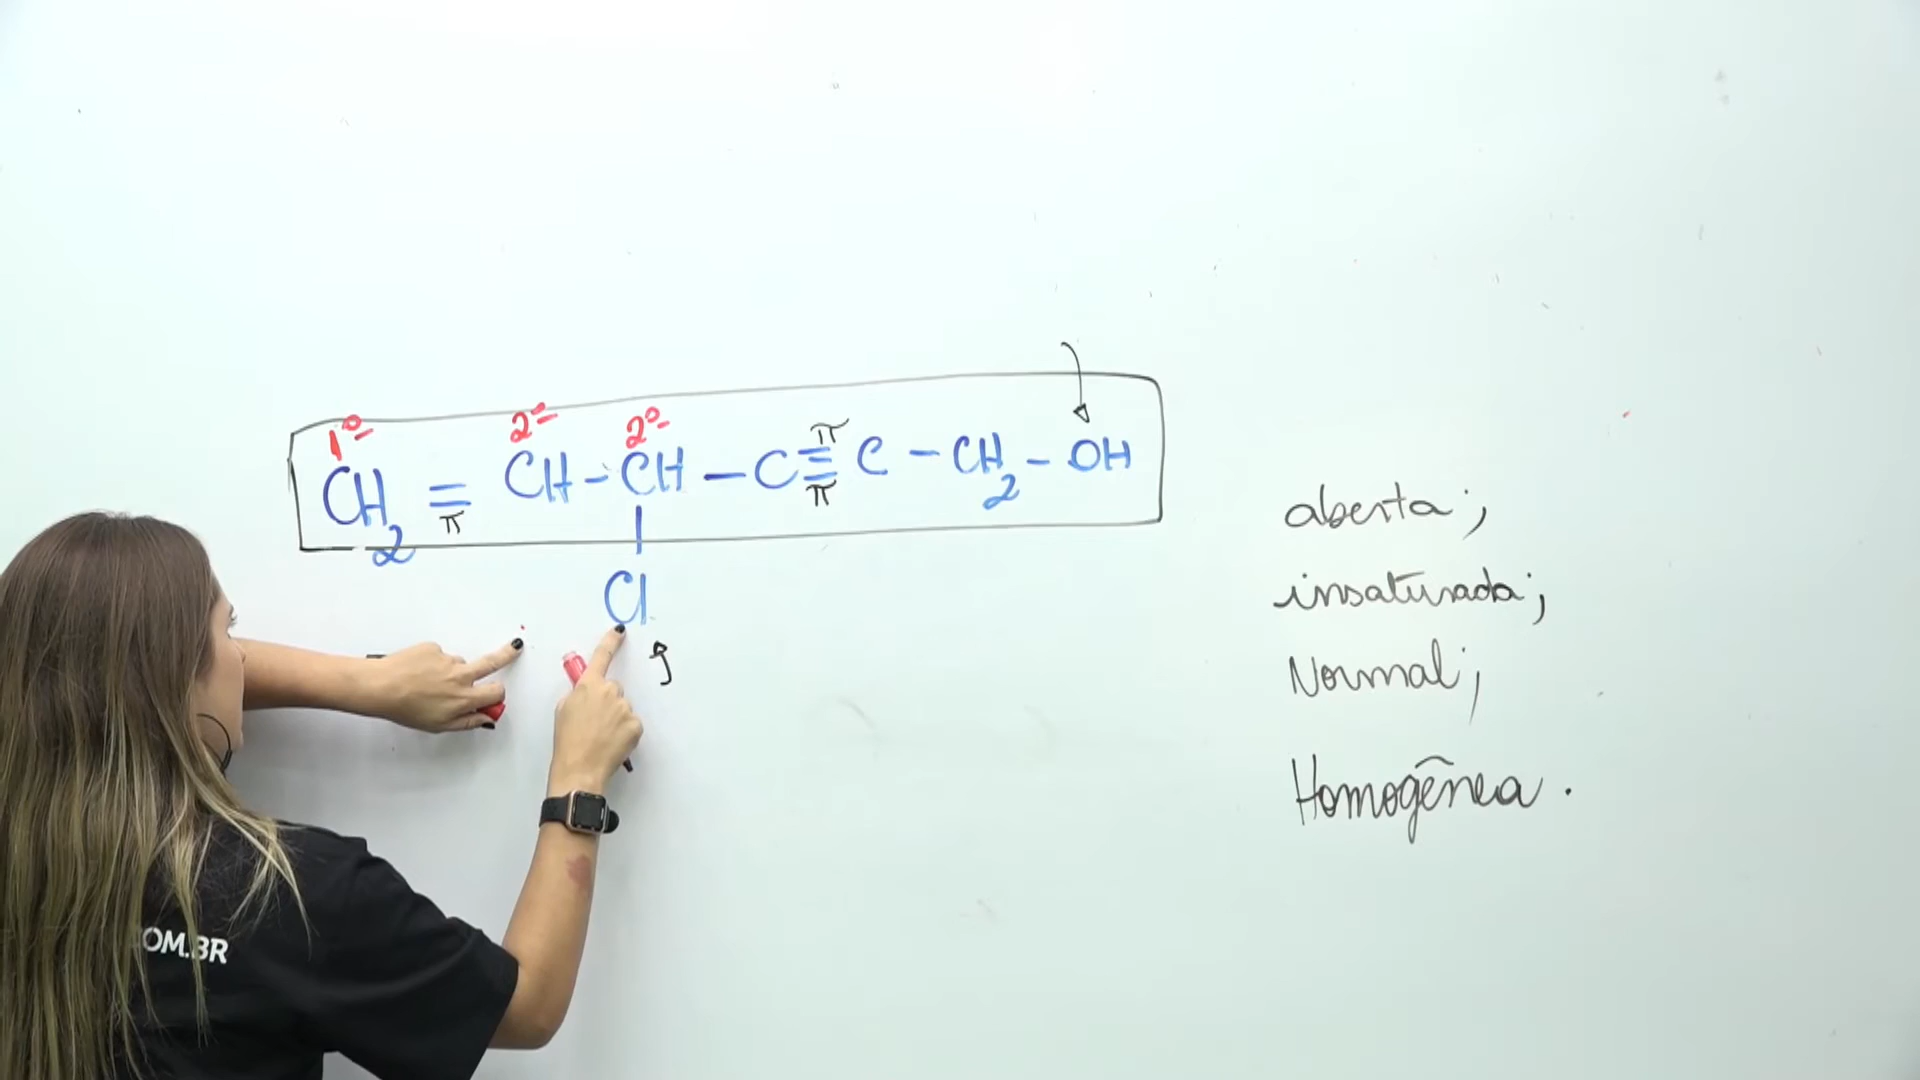 1º 2º 2º
CH₂ = CH - CH - C ≡ C - CH₂ - OH
π π π
Cl
aberta;
insaturada;
Normal;
Homogênea.
OM.BR